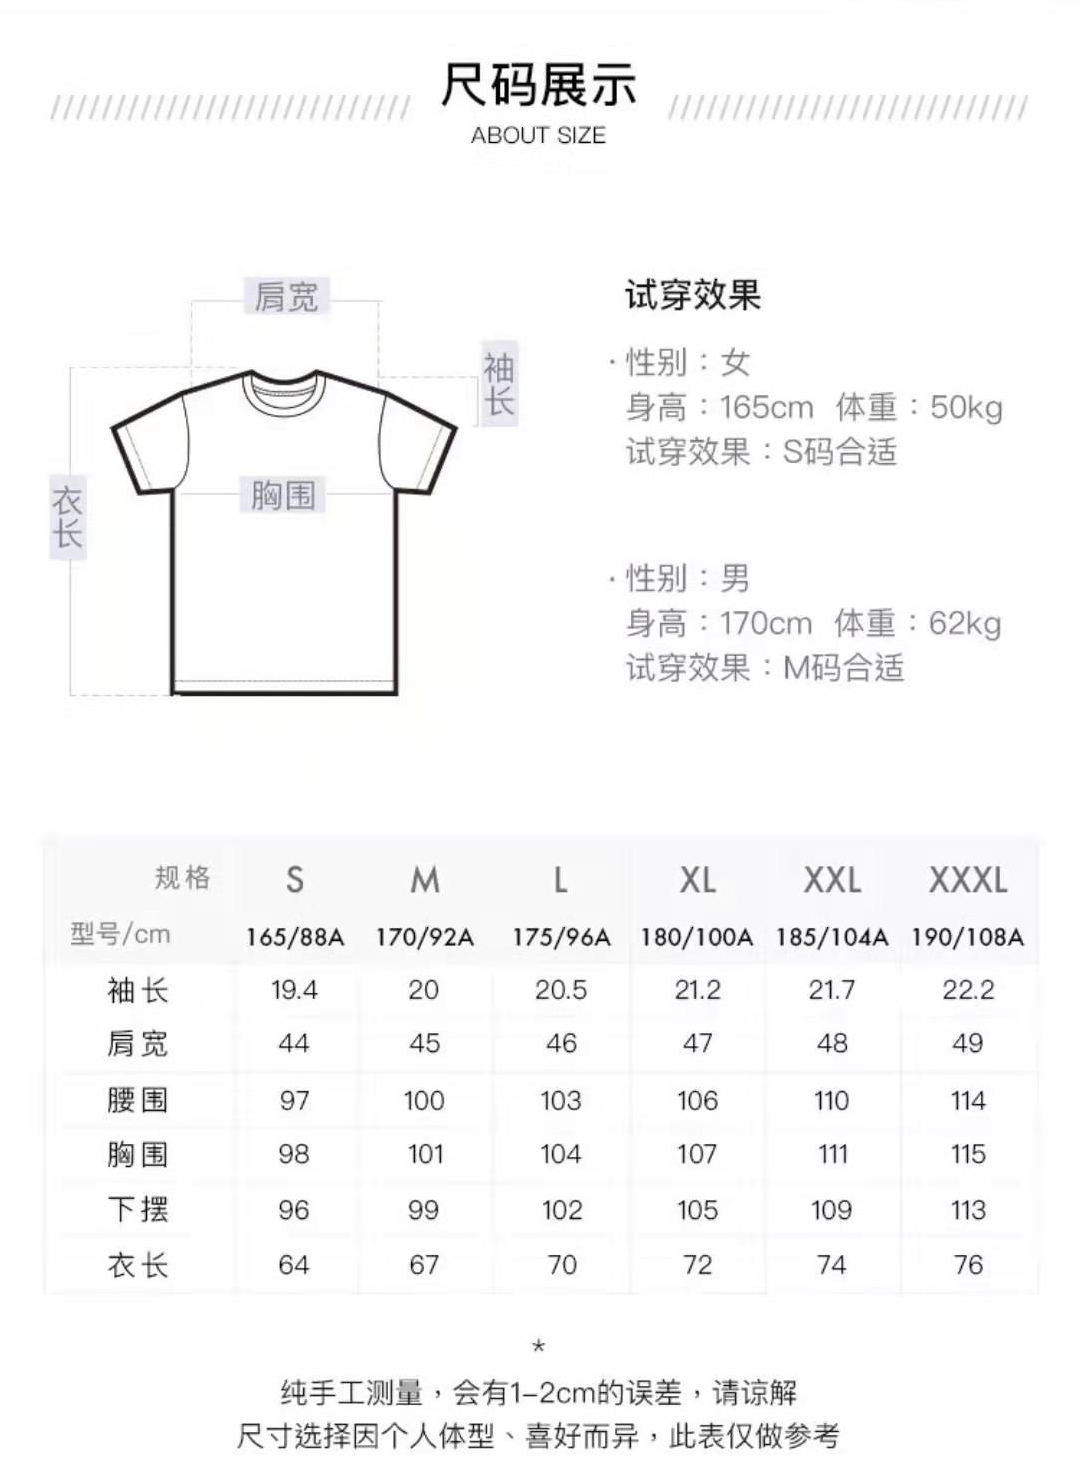 尺码展示
ABOUT SIZE
肩宽
袖长
胸围
衣长
试穿效果
·性别：女
身高：165cm 体重：50kg
试穿效果：S码合适
·性别：男
身高：170cm 体重：62kg
试穿效果：M码合适
规格 S M L XL XXL XXXL
型号/cm 165/88A 170/92A 175/96A 180/100A 185/104A 190/108A
袖长 19.4 20 20.5 21.2 21.7 22.2
肩宽 44 45 46 47 48 49
腰围 97 100 103 106 110 114
胸围 98 101 104 107 111 115
下摆 96 99 102 105 109 113
衣长 64 67 70 72 74 76
*
纯手工测量，会有1-2cm的误差，请谅解
尺寸选择因个人体型、喜好而异，此表仅做参考